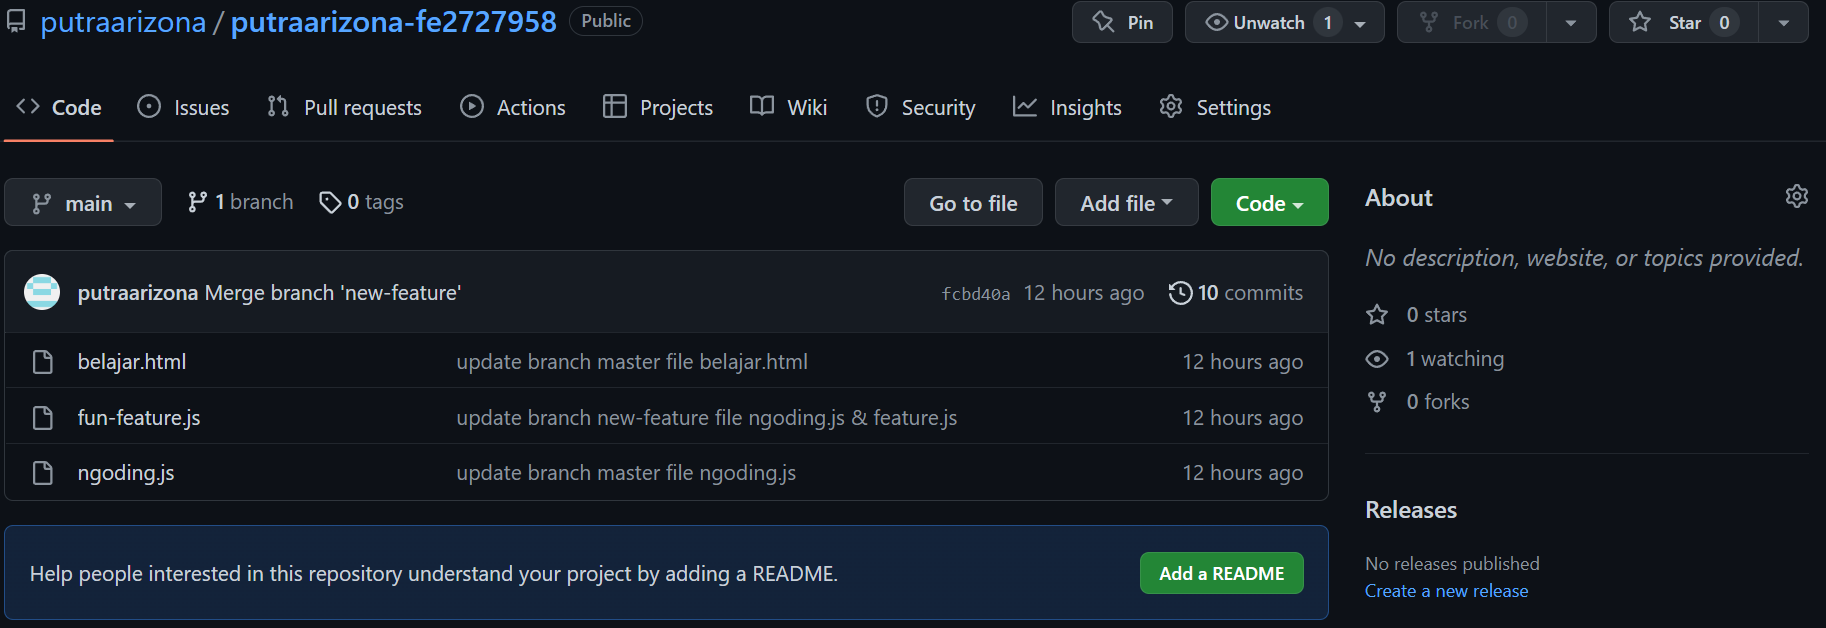 putraarizona / putraarizona-fe2727958 Public Pin Unwatch 1 Fork 0 Star 0
Code Issues Pull requests Actions Projects Wiki Security Insights Settings
main 1 branch 0 tags Go to file Add file Code
putraarizona Merge branch 'new-feature' fcbd40a 12 hours ago 10 commits
belajar.html update branch master file belajar.html 12 hours ago
fun-feature.js update branch new-feature file ngoding.js & feature.js 12 hours ago
ngoding.js update branch master file ngoding.js 12 hours ago
Help people interested in this repository understand your project by adding a README. Add a README
About
No description, website, or topics provided.
0 stars
1 watching
0 forks
Releases
No releases published
Create a new release